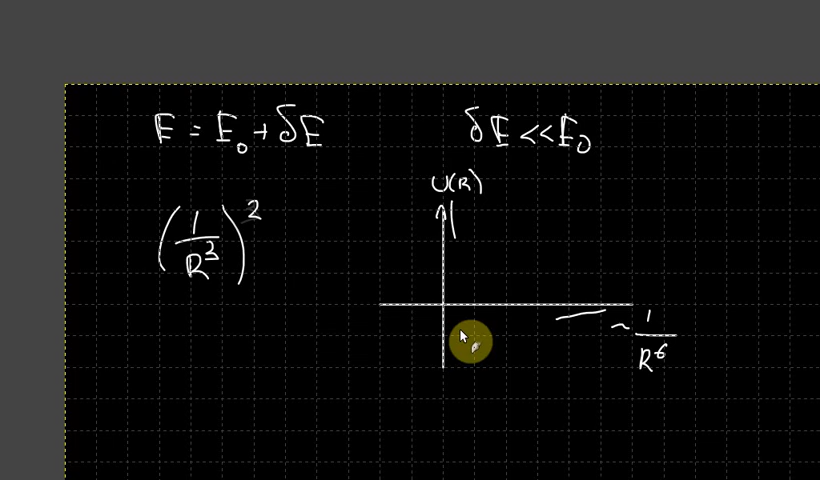 E = E₀ + δE
δE << E₀
U(R)
(1/R³)²
~ 1/R⁶